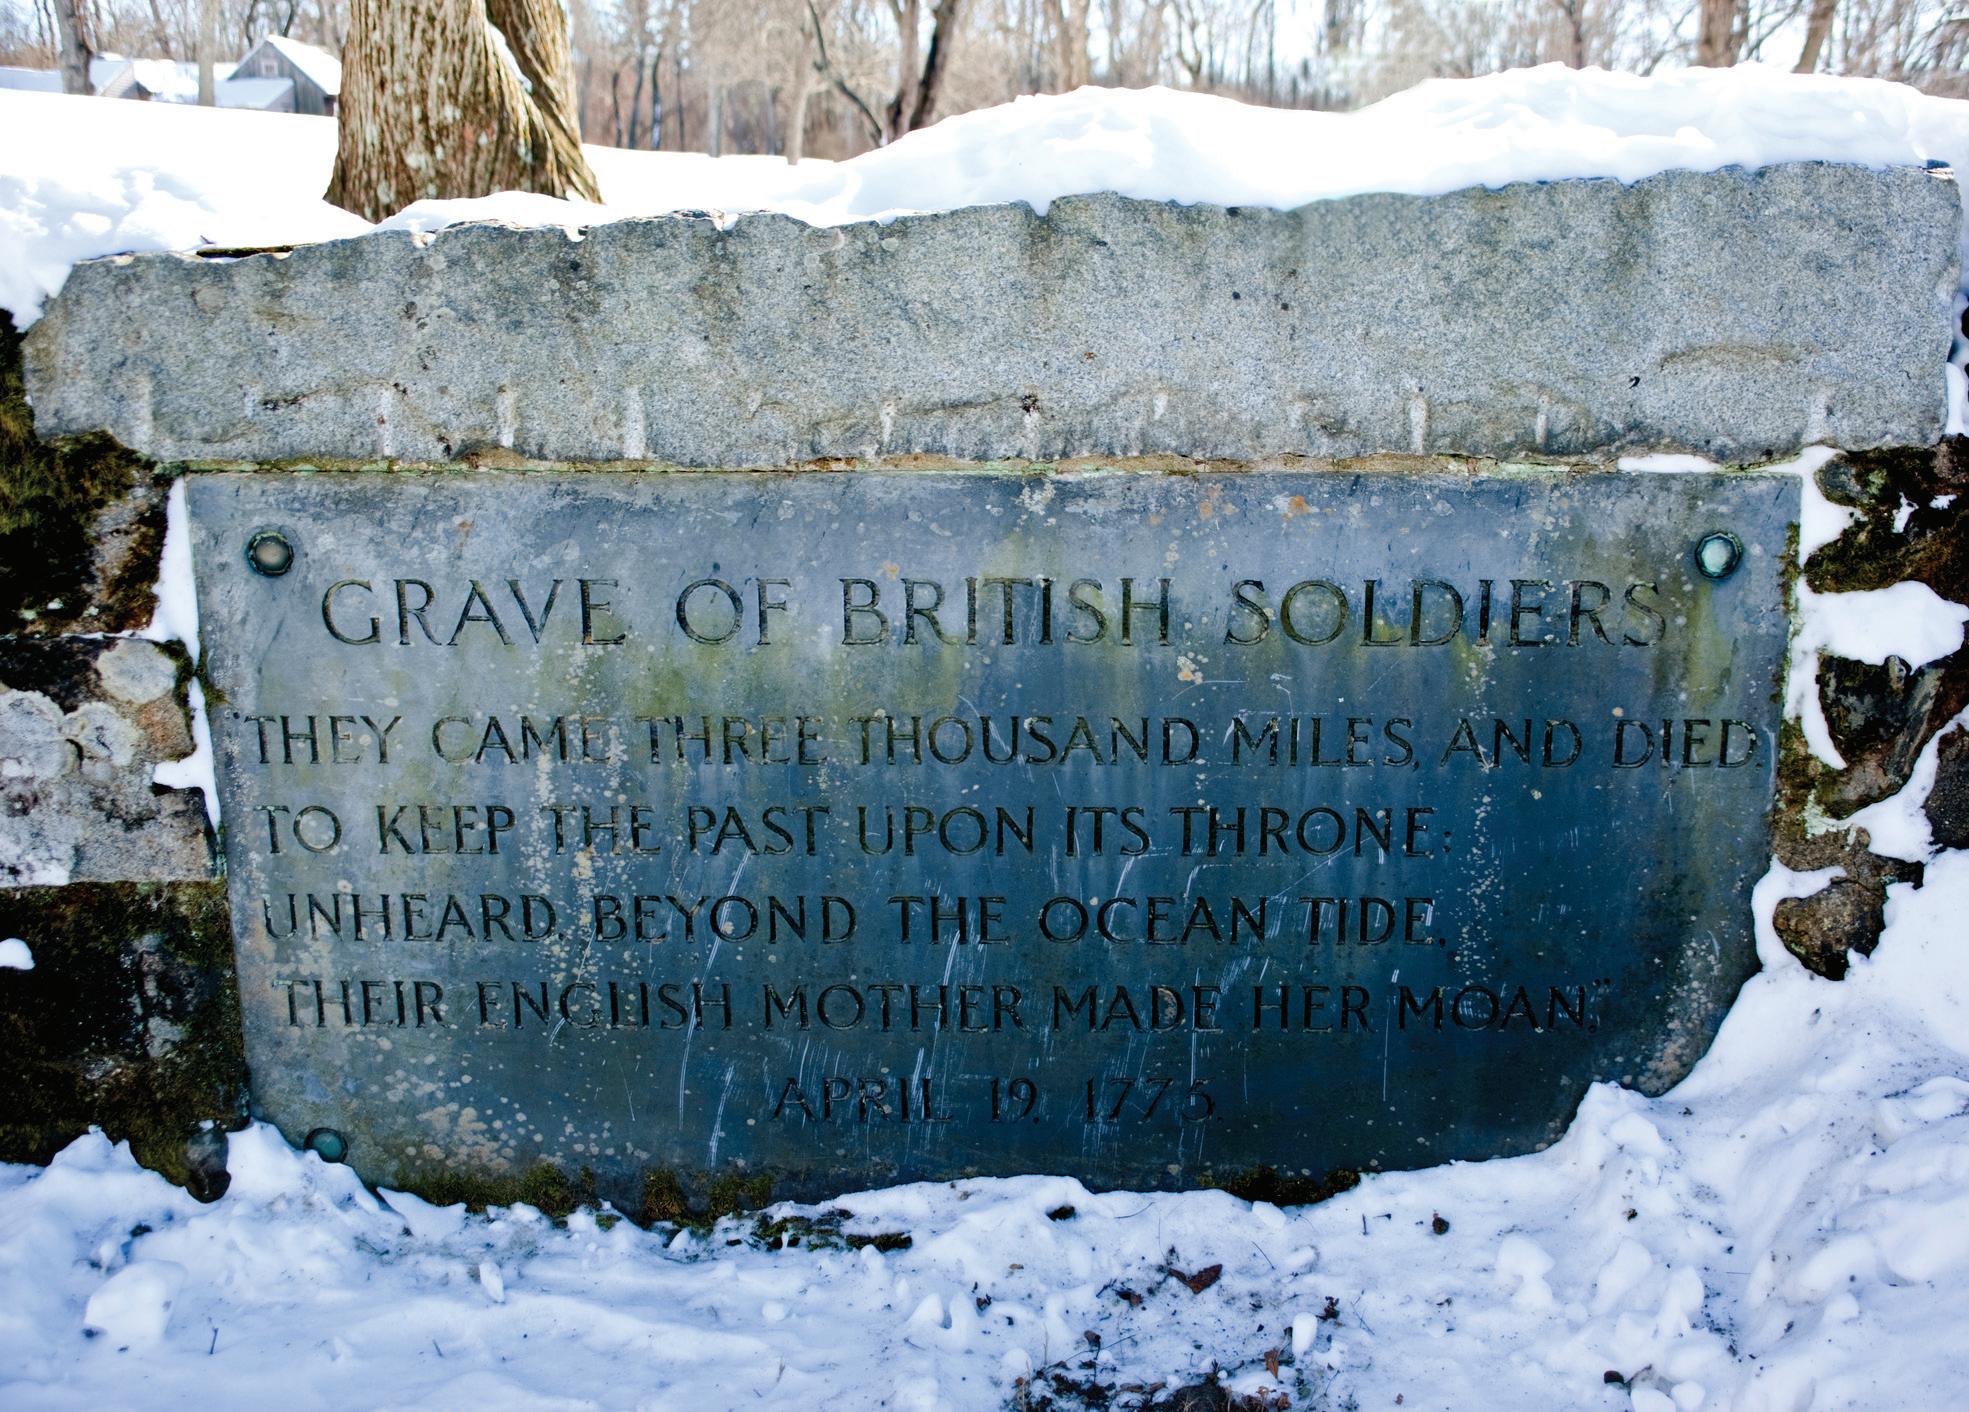 GRAVE OF BRITISH SOLDIERS
"THEY CAME THREE THOUSAND MILES, AND DIED,
TO KEEP THE PAST UPON ITS THRONE:
UNHEARD, BEYOND THE OCEAN TIDE,
THEIR ENGLISH MOTHER MADE HER MOAN."
APRIL 19, 1775.